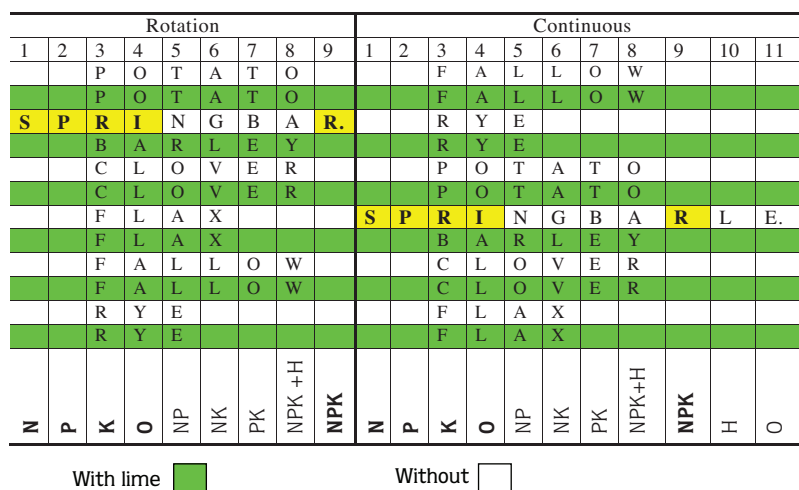 Rotation Continuous
1 2 3 4 5 6 7 8 9 1 2 3 4 5 6 7 8 9 10 11
P O T A T O F A L L O W
P O T A T O F A L L O W
S P R I N G B A R. R Y E
B A R L E Y R Y E
C L O V E R P O T A T O
C L O V E R P O T A T O
F L A X S P R I N G B A R L E.
F L A X B A R L E Y
F A L L O W C L O V E R
F A L L O W C L O V E R
R Y E F L A X
R Y E F L A X
N P K O NP NK PK NPK +H NPK N P K O NP NK PK NPK+H NPK H O
With lime Without